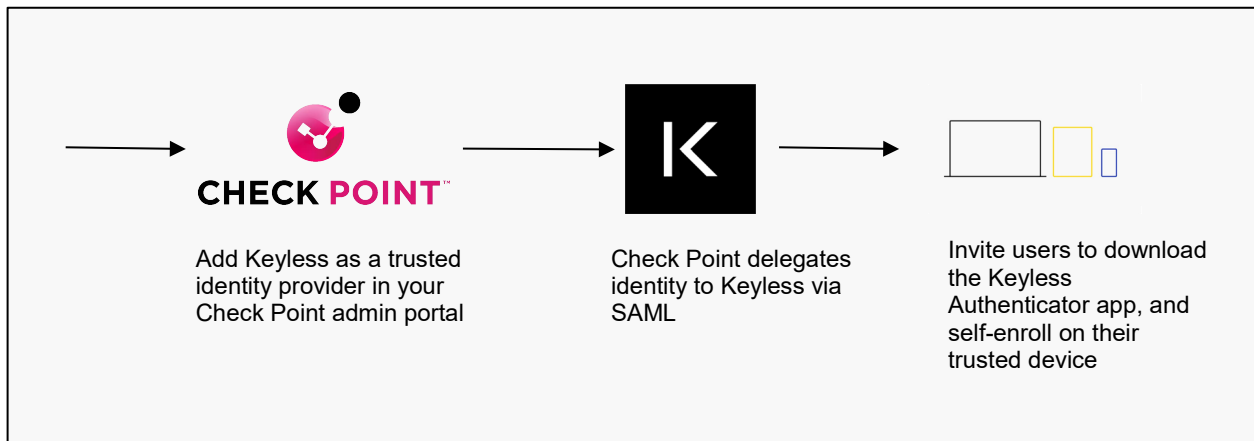 CHECK POINT™
Add Keyless as a trusted
identity provider in your
Check Point admin portal
K
Check Point delegates
identity to Keyless via
SAML
Invite users to download
the Keyless
Authenticator app, and
self-enroll on their
trusted device